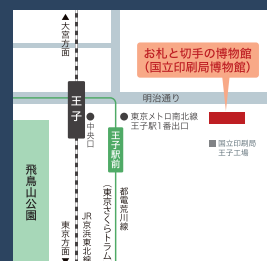 ▲大宮方面
お札と切手の博物館
（国立印刷局博物館）
明治通り
王子
中央口
東京メトロ南北線
王子駅1番出口
王子駅前
国立印刷局
王子工場
飛鳥山公園
都電荒川線
（東京さくらトラム
JR京浜東北線
東京方面▼